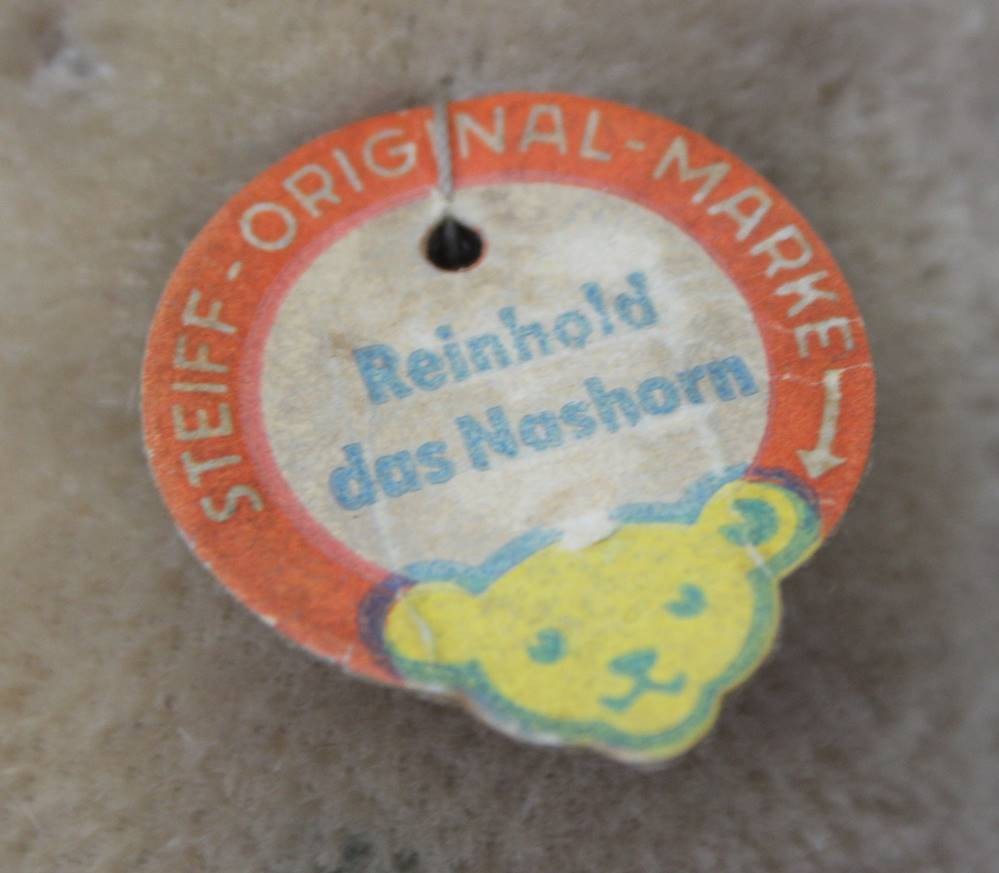 STEIFF-ORIGINAL-MARKE
Reinhold
das Nashorn